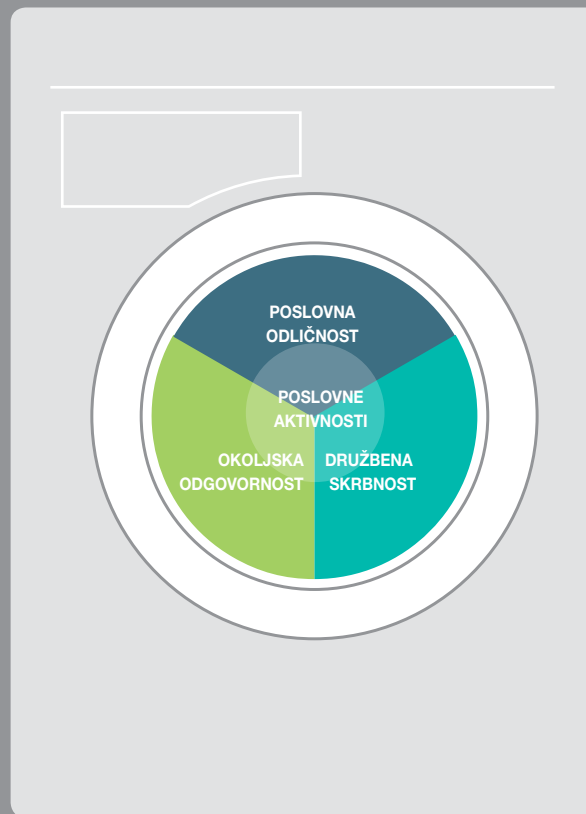 POSLOVNA
ODLIČNOST
POSLOVNE
AKTIVNOSTI
OKOLJSKA
ODGOVORNOST
DRUŽBENA
SKRBNOST